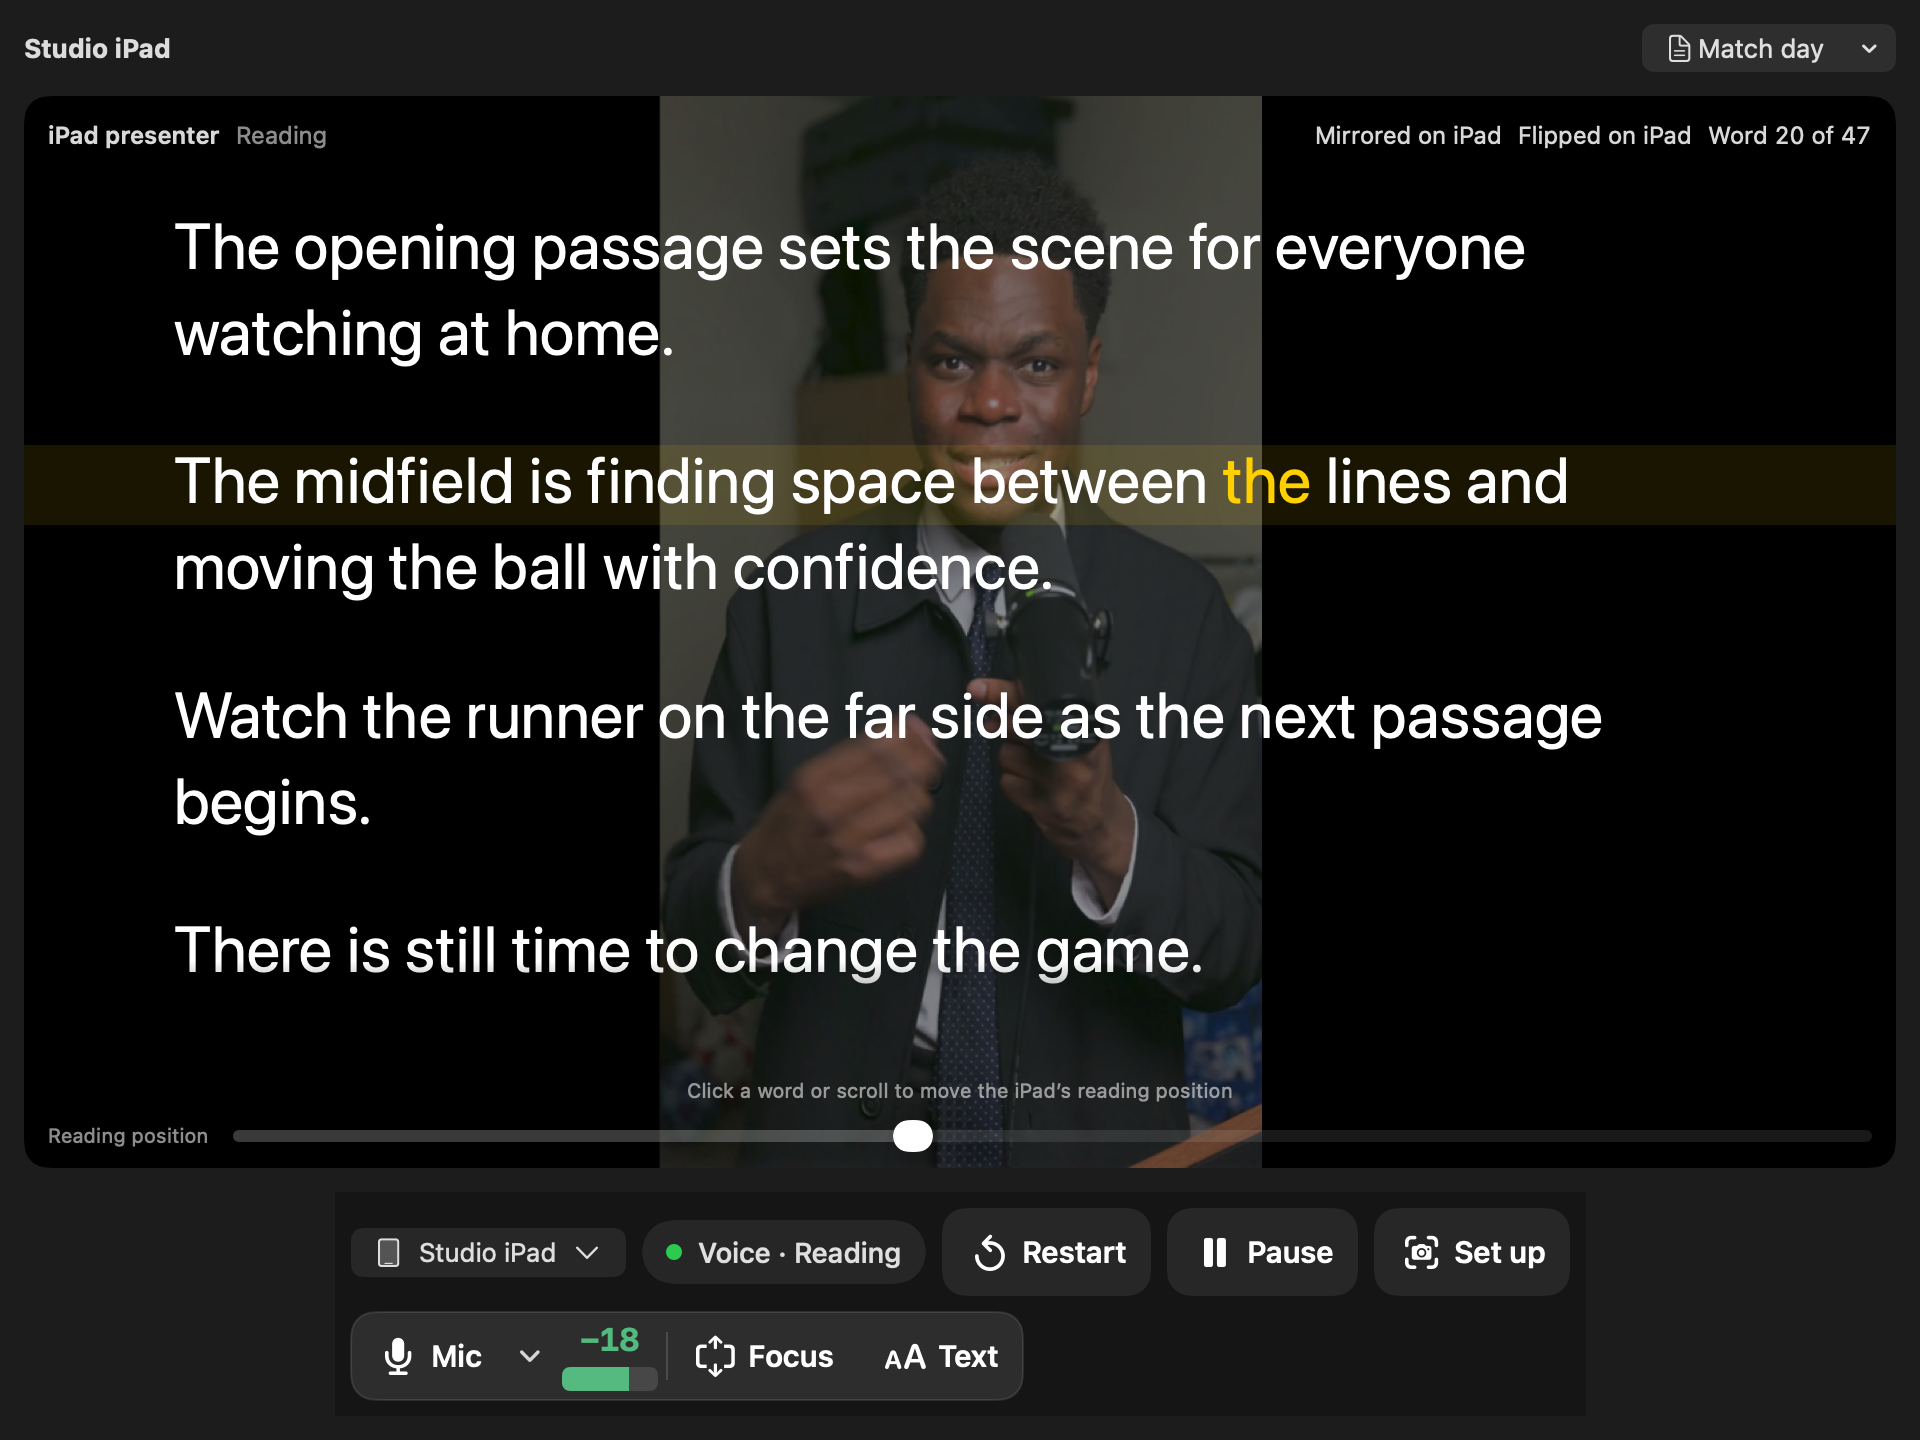 Studio iPad
Match day
iPad presenter Reading
Mirrored on iPad Flipped on iPad Word 20 of 47
The opening passage sets the scene for everyone
watching at home.
The midfield is finding space between the lines and
moving the ball with confidence.
Watch the runner on the far side as the next passage
begins.
There is still time to change the game.
Click a word or scroll to move the iPad’s reading position
Reading position
Studio iPad
Voice · Reading
Restart
Pause
Set up
Mic
−18
Focus
AA Text